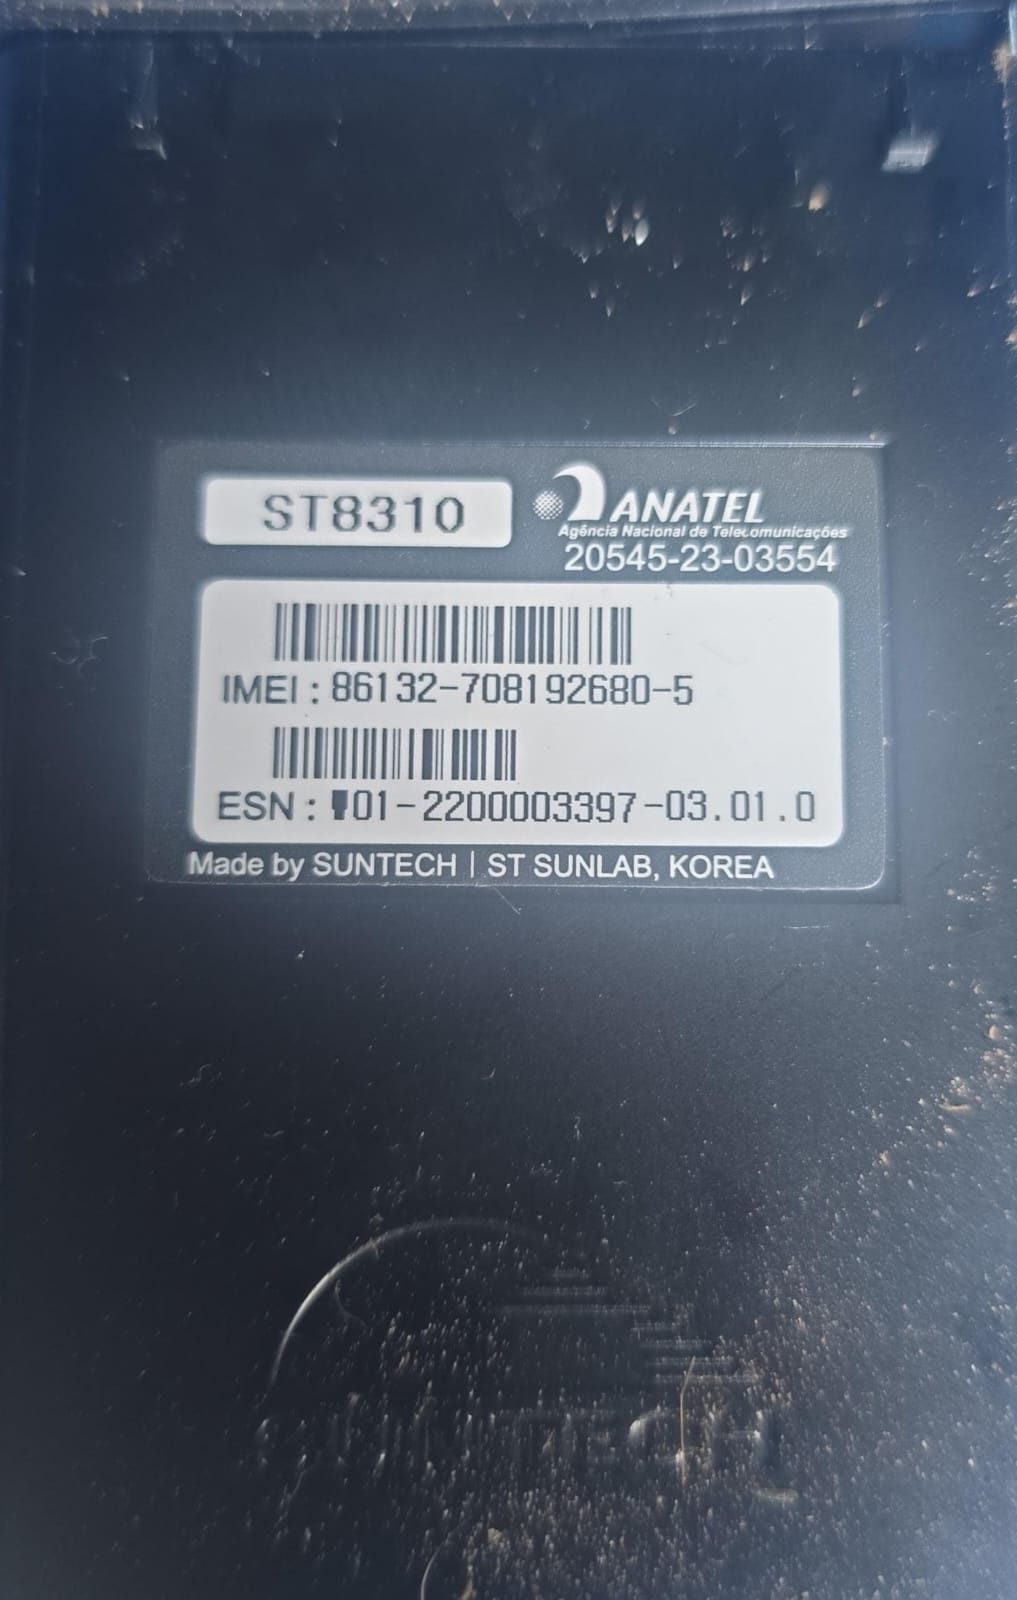 ST8310
ANATEL
Agência Nacional de Telecomunicações
20545-23-03554
IMEI : 86132-708192680-5
ESN : 01-2200003397-03.01.0
Made by SUNTECH | ST SUNLAB, KOREA
SUNTECH